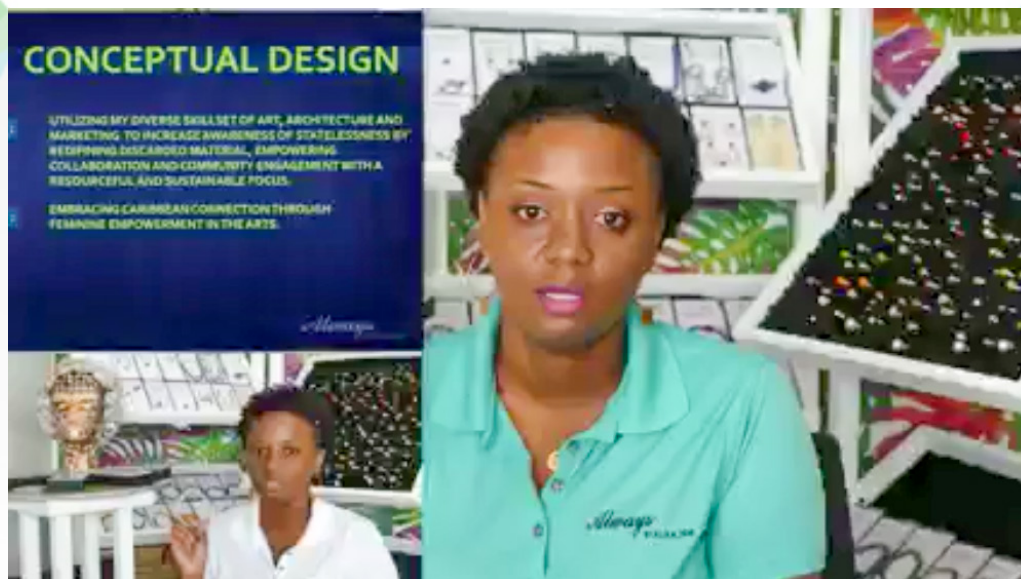 CONCEPTUAL DESIGN
UTILIZING MY DIVERSE SKILLSET OF ART, ARCHITECTURE AND
MARKETING TO INCREASE AWARENESS OF STATELESSNESS BY
REDEFINING DISCARDED MATERIAL, EMPOWERING
COLLABORATION AND COMMUNITY ENGAGEMENT WITH A
RESOURCEFUL AND SUSTAINABLE FOCUS.
EMBRACING CARIBBEAN CONNECTION THROUGH
FEMININE EMPOWERMENT IN THE ARTS.
Always
Always